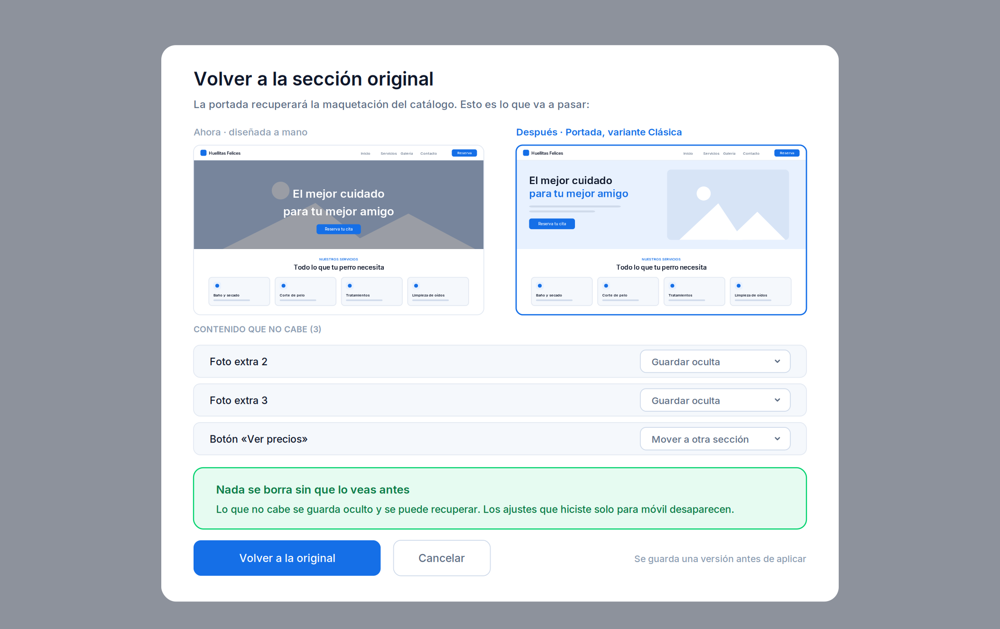 Volver a la sección original
La portada recuperará la maquetación del catálogo. Esto es lo que va a pasar:
Ahora · diseñada a mano
Huellitas Felices
Inicio Servicios Galería Contacto
Reserva
El mejor cuidado
para tu mejor amigo
Reserva tu cita
NUESTROS SERVICIOS
Todo lo que tu perro necesita
Baño y secado
Corte de pelo
Tratamientos
Limpieza de oídos
Después · Portada, variante Clásica
Huellitas Felices
Inicio Servicios Galería Contacto
Reserva
El mejor cuidado
para tu mejor amigo
Reserva tu cita
NUESTROS SERVICIOS
Todo lo que tu perro necesita
Baño y secado
Corte de pelo
Tratamientos
Limpieza de oídos
CONTENIDO QUE NO CABE (3)
Foto extra 2
Guardar oculta
Foto extra 3
Guardar oculta
Botón «Ver precios»
Mover a otra sección
Nada se borra sin que lo veas antes
Lo que no cabe se guarda oculto y se puede recuperar. Los ajustes que hiciste solo para móvil desaparecen.
Volver a la original
Cancelar
Se guarda una versión antes de aplicar